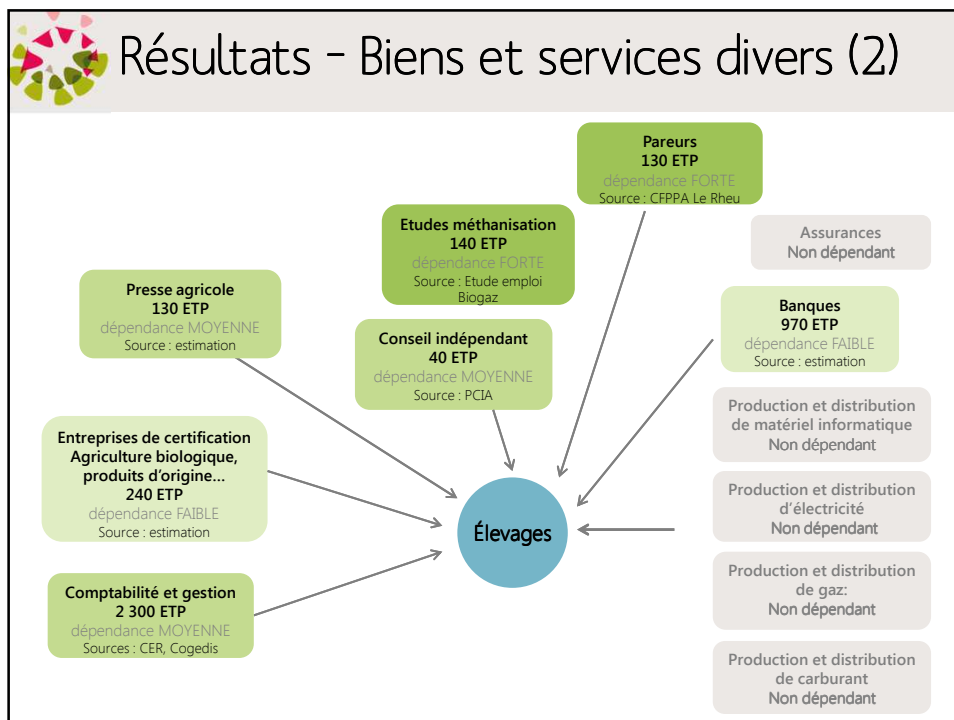 Résultats - Biens et services divers (2)
Pareurs
130 ETP
dépendance FORTE
Source : CFPPA Le Rheu
Etudes méthanisation
140 ETP
dépendance FORTE
Source : Etude emploi
Biogaz
Assurances
Non dépendant
Presse agricole
130 ETP
dépendance MOYENNE
Source : estimation
Conseil indépendant
40 ETP
dépendance MOYENNE
Source : PCIA
Banques
970 ETP
dépendance FAIBLE
Source : estimation
Production et distribution
de matériel informatique
Non dépendant
Entreprises de certification
Agriculture biologique,
produits d'origine...
240 ETP
dépendance FAIBLE
Source : estimation
Élevages
Production et distribution
d'électricité
Non dépendant
Comptabilité et gestion
2 300 ETP
dépendance MOYENNE
Sources : CER, Cogedis
Production et distribution
de gaz:
Non dépendant
Production et distribution
de carburant
Non dépendant